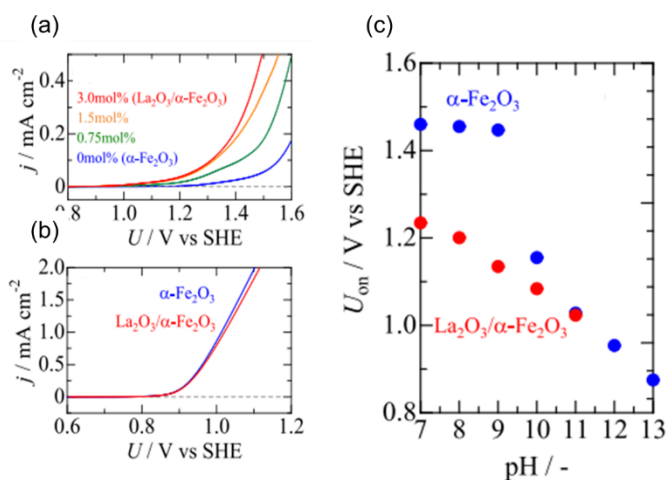 (a)
j / mA cm⁻²
0.4
0.2
0
3.0mol% (La₂O₃/α-Fe₂O₃)
1.5mol%
0.75mol%
0mol% (α-Fe₂O₃)
0.8 1.0 1.2 1.4 1.6
U / V vs SHE
(b)
j / mA cm⁻²
2.0
1.5
1.0
0.5
0
α-Fe₂O₃
La₂O₃/α-Fe₂O₃
0.6 0.8 1.0 1.2
U / V vs SHE
(c)
U_on / V vs SHE
1.6
1.4
1.2
1.0
0.8
α-Fe₂O₃
La₂O₃/α-Fe₂O₃
7 8 9 10 11 12 13
pH / -